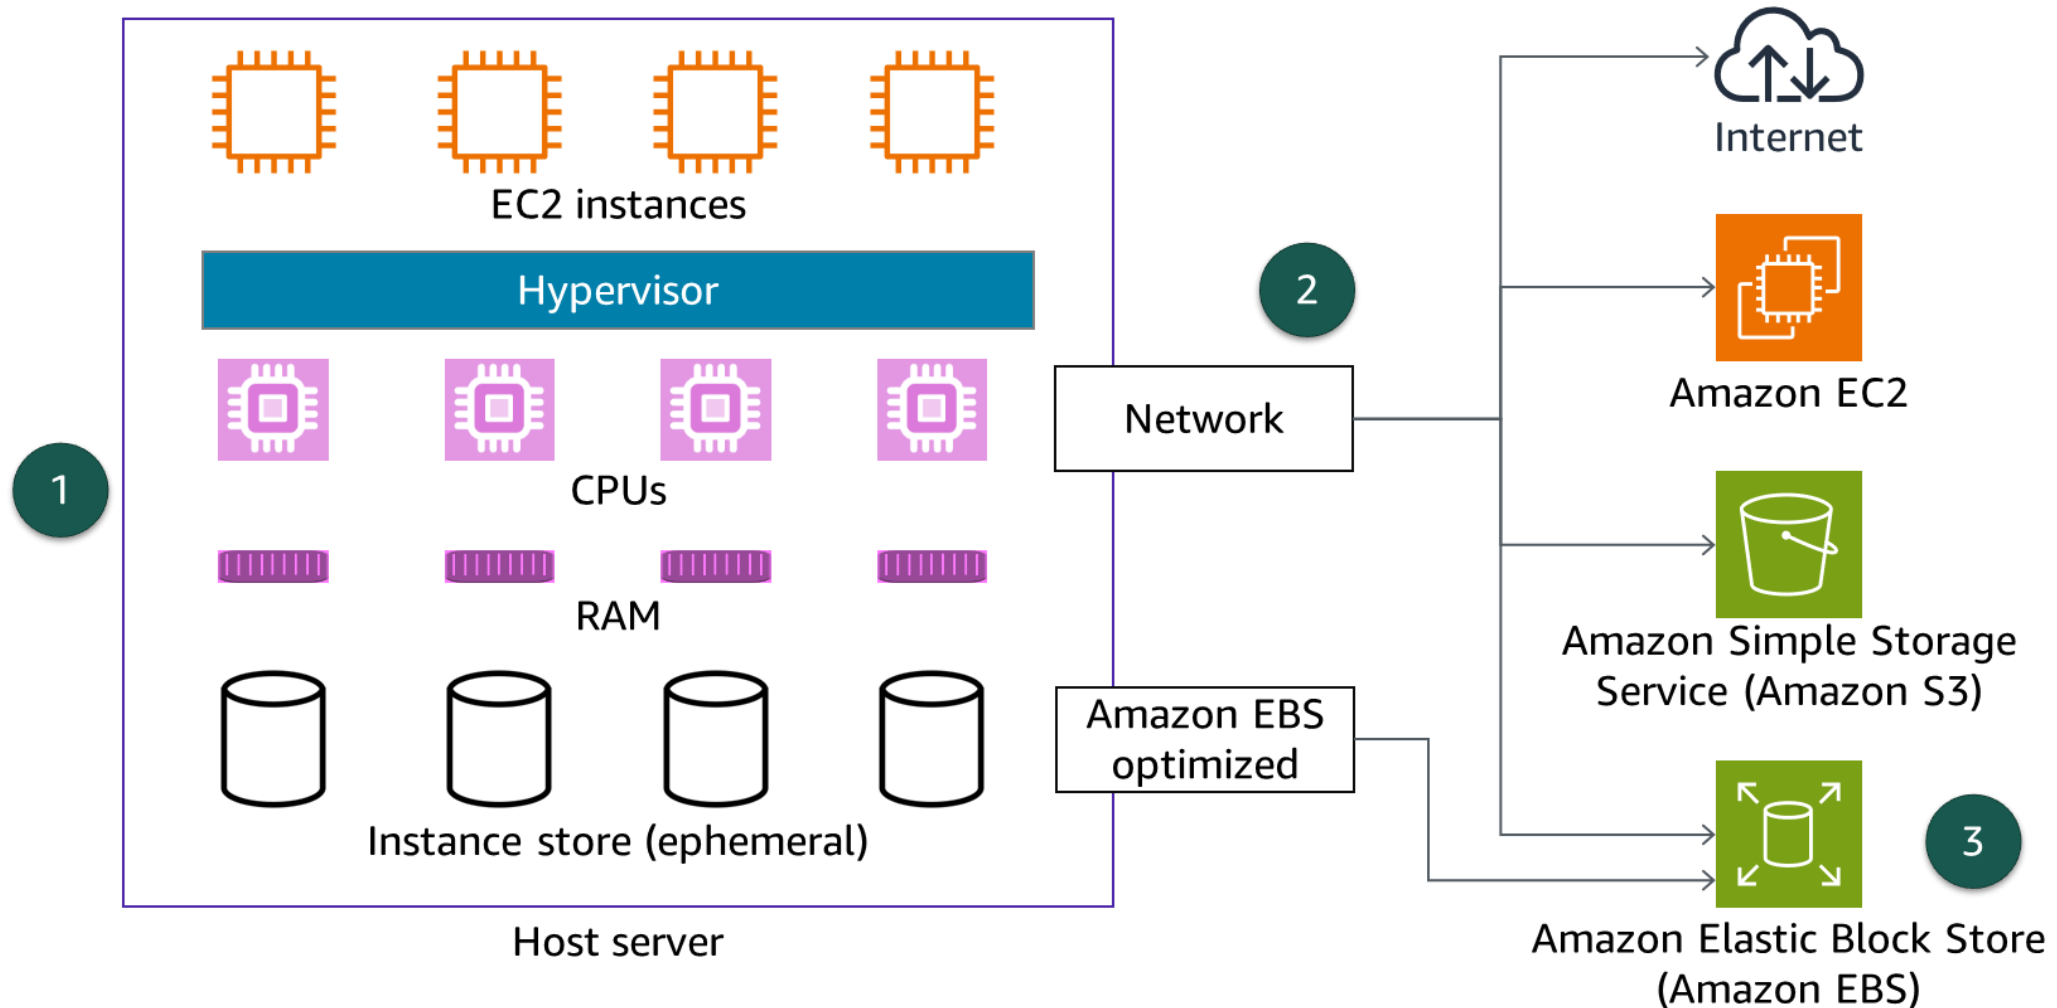 EC2 instances
Hypervisor
CPUs
RAM
Instance store (ephemeral)
Host server
1
2
Network
Amazon EBS
optimized
Internet
Amazon EC2
Amazon Simple Storage
Service (Amazon S3)
3
Amazon Elastic Block Store
(Amazon EBS)